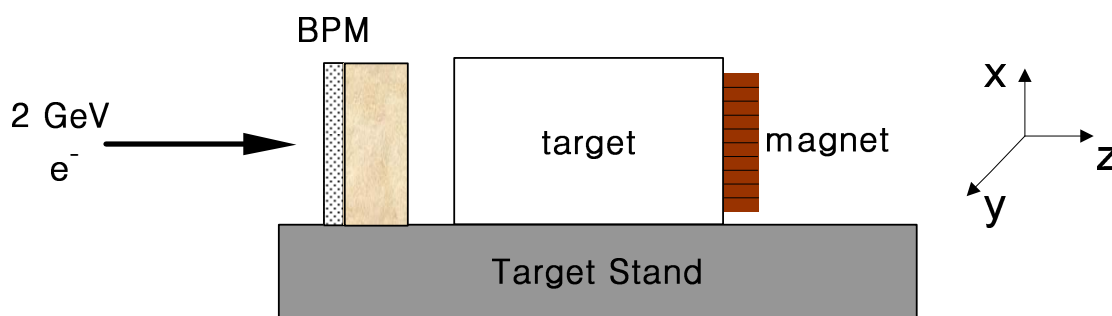 BPM
2 GeV
e-
target
magnet
x
z
y
Target Stand